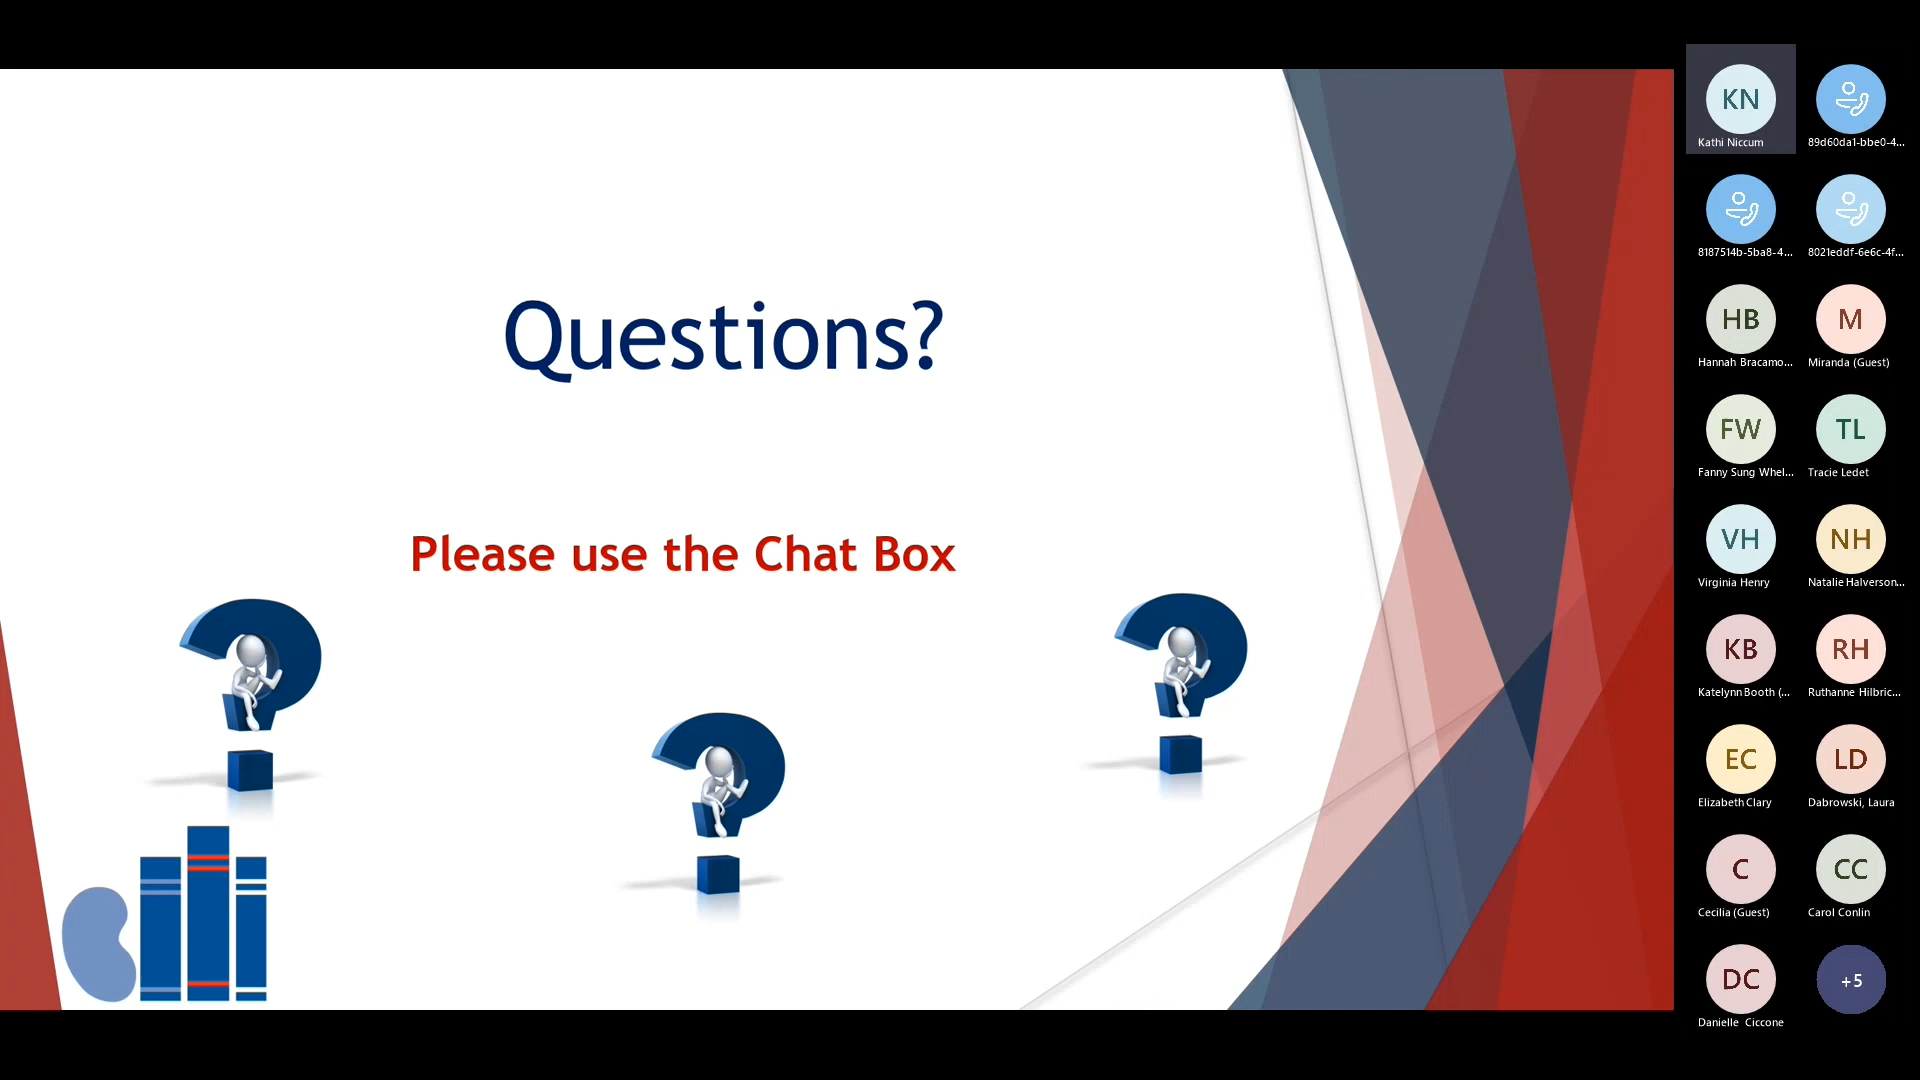 Questions?
Please use the Chat Box
KN
Kathi Niccum
89d60da1-bbe0-4...
8187514b-5ba8-4...
8021eddf-6e6c-4f...
HB
Hannah Bracamo...
M
Miranda (Guest)
FW
Fanny Sung Whel...
TL
Tracie Ledet
VH
Virginia Henry
NH
Natalie Halverson...
KB
Katelynn Booth (...
RH
Ruthanne Hilbric...
EC
Elizabeth Clary
LD
Dabrowski, Laura
C
Cecilia (Guest)
CC
Carol Conlin
DC
Danielle Ciccone
+5